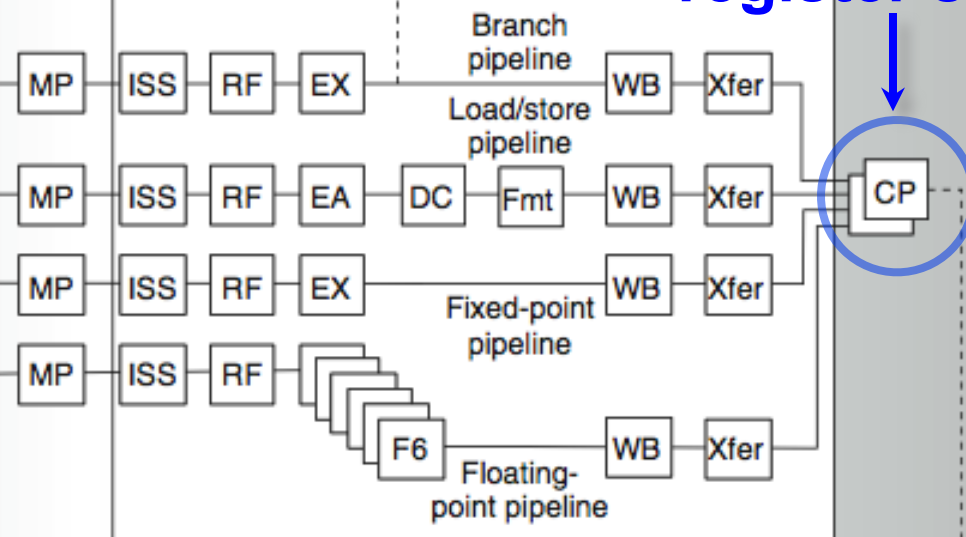 register
Branch
pipeline
MP ISS RF EX WB Xfer
Load/store
pipeline
MP ISS RF EA DC Fmt WB Xfer CP
MP ISS RF EX WB Xfer
Fixed-point
pipeline
MP ISS RF
F6 WB Xfer
Floating-
point pipeline